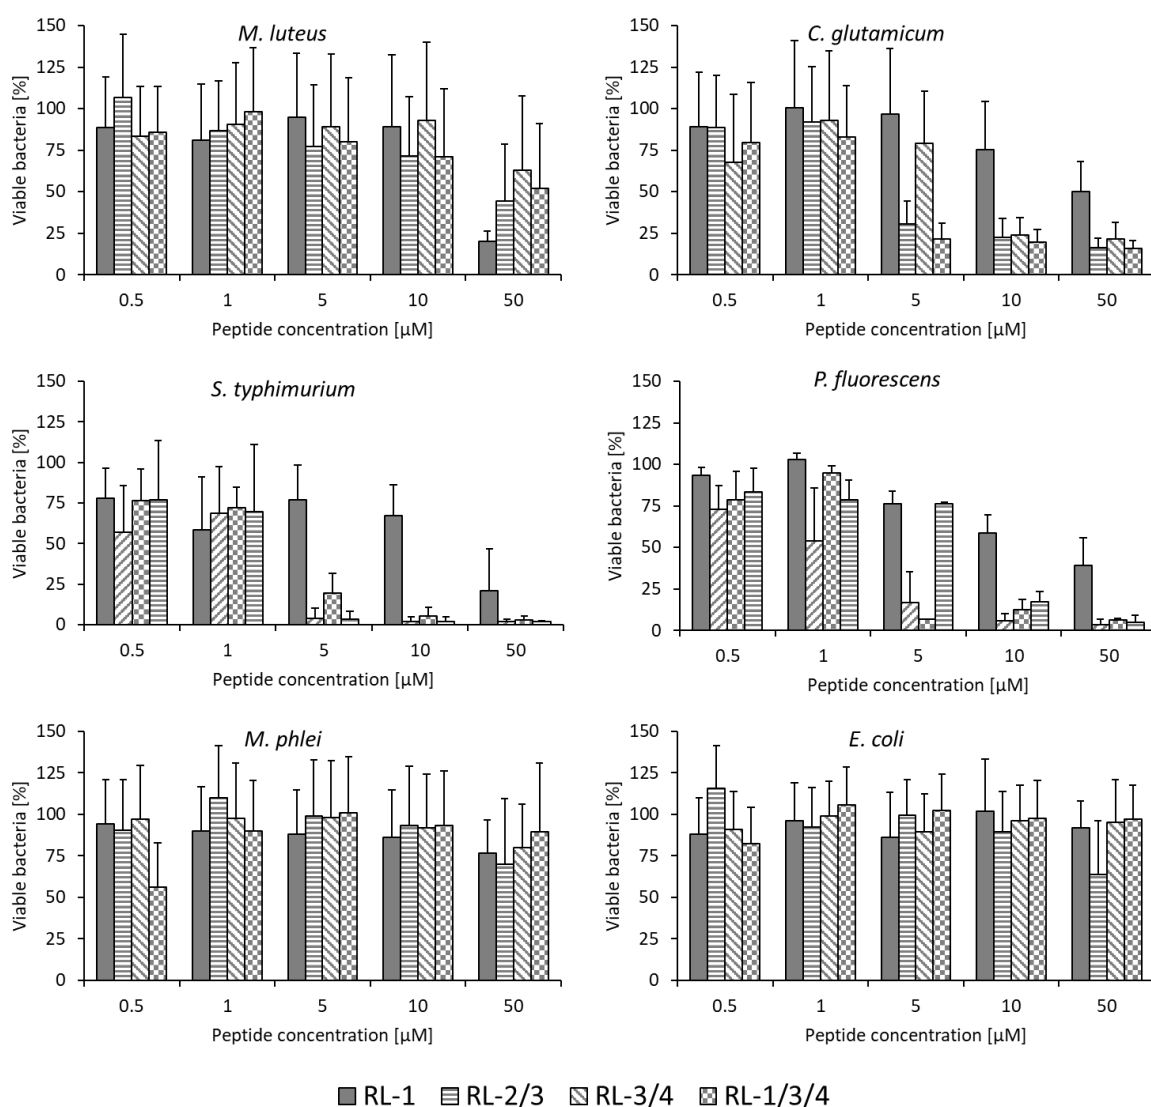 M. luteus
150
125
100
75
50
25
0
Viable bacteria [%]
0.5 1 5 10 50
Peptide concentration [µM]
C. glutamicum
150
125
100
75
50
25
0
Viable bacteria [%]
0.5 1 5 10 50
Peptide concentration [µM]
S. typhimurium
150
125
100
75
50
25
0
Viable bacteria [%]
0.5 1 5 10 50
Peptide concentration [µM]
P. fluorescens
150
125
100
75
50
25
0
Viable bacteria [%]
0.5 1 5 10 50
Peptide concentration [µM]
M. phlei
150
125
100
75
50
25
0
Viable bacteria [%]
0.5 1 5 10 50
Peptide concentration [µM]
E. coli
150
125
100
75
50
25
0
Viable bacteria [%]
0.5 1 5 10 50
Peptide concentration [µM]
RL-1 RL-2/3 RL-3/4 RL-1/3/4